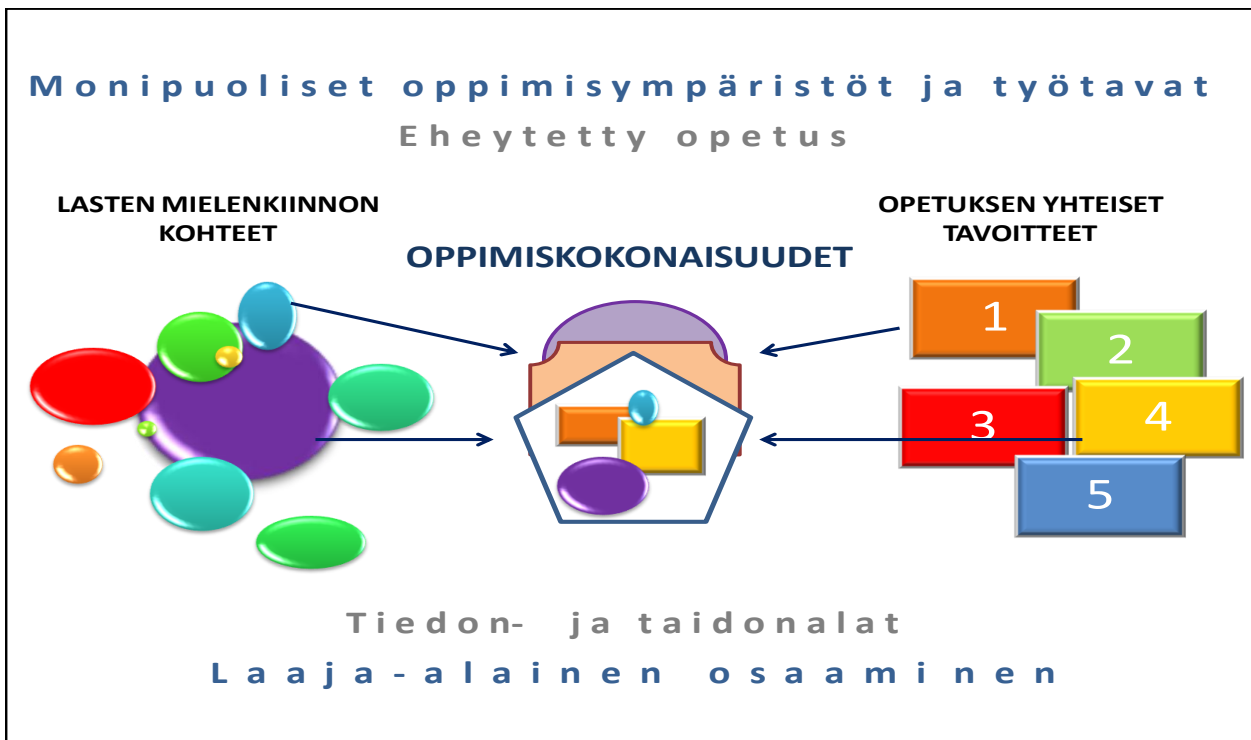 Monipuoliset oppimisympäristöt ja työtavat
Eheytetty opetus
LASTEN MIELENKIINNON
KOHTEET
OPPIMISKOKONAISUUDET
OPETUKSEN YHTEISET
TAVOITTEET
1
2
3
4
5
Tiedon- ja taidonalat
Laaja-alainen osaaminen